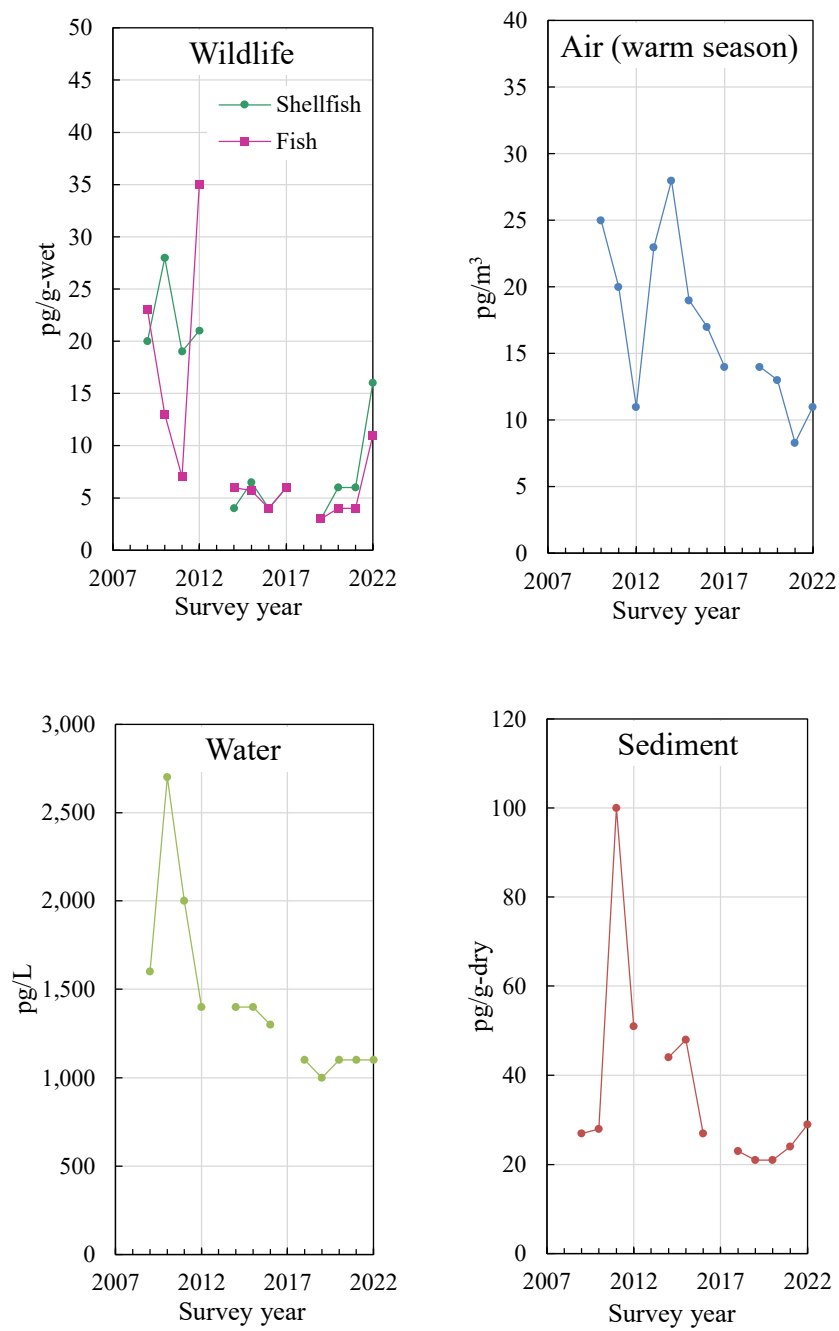 Wildlife
Shellfish
Fish
50
45
40
35
30
25
20
15
10
5
0
pg/g-wet
2007 2012 2017 2022
Survey year
Air (warm season)
40
35
30
25
20
15
10
5
0
pg/m³
2007 2012 2017 2022
Survey year
Water
3,000
2,500
2,000
1,500
1,000
500
0
pg/L
2007 2012 2017 2022
Survey year
Sediment
120
100
80
60
40
20
0
pg/g-dry
2007 2012 2017 2022
Survey year